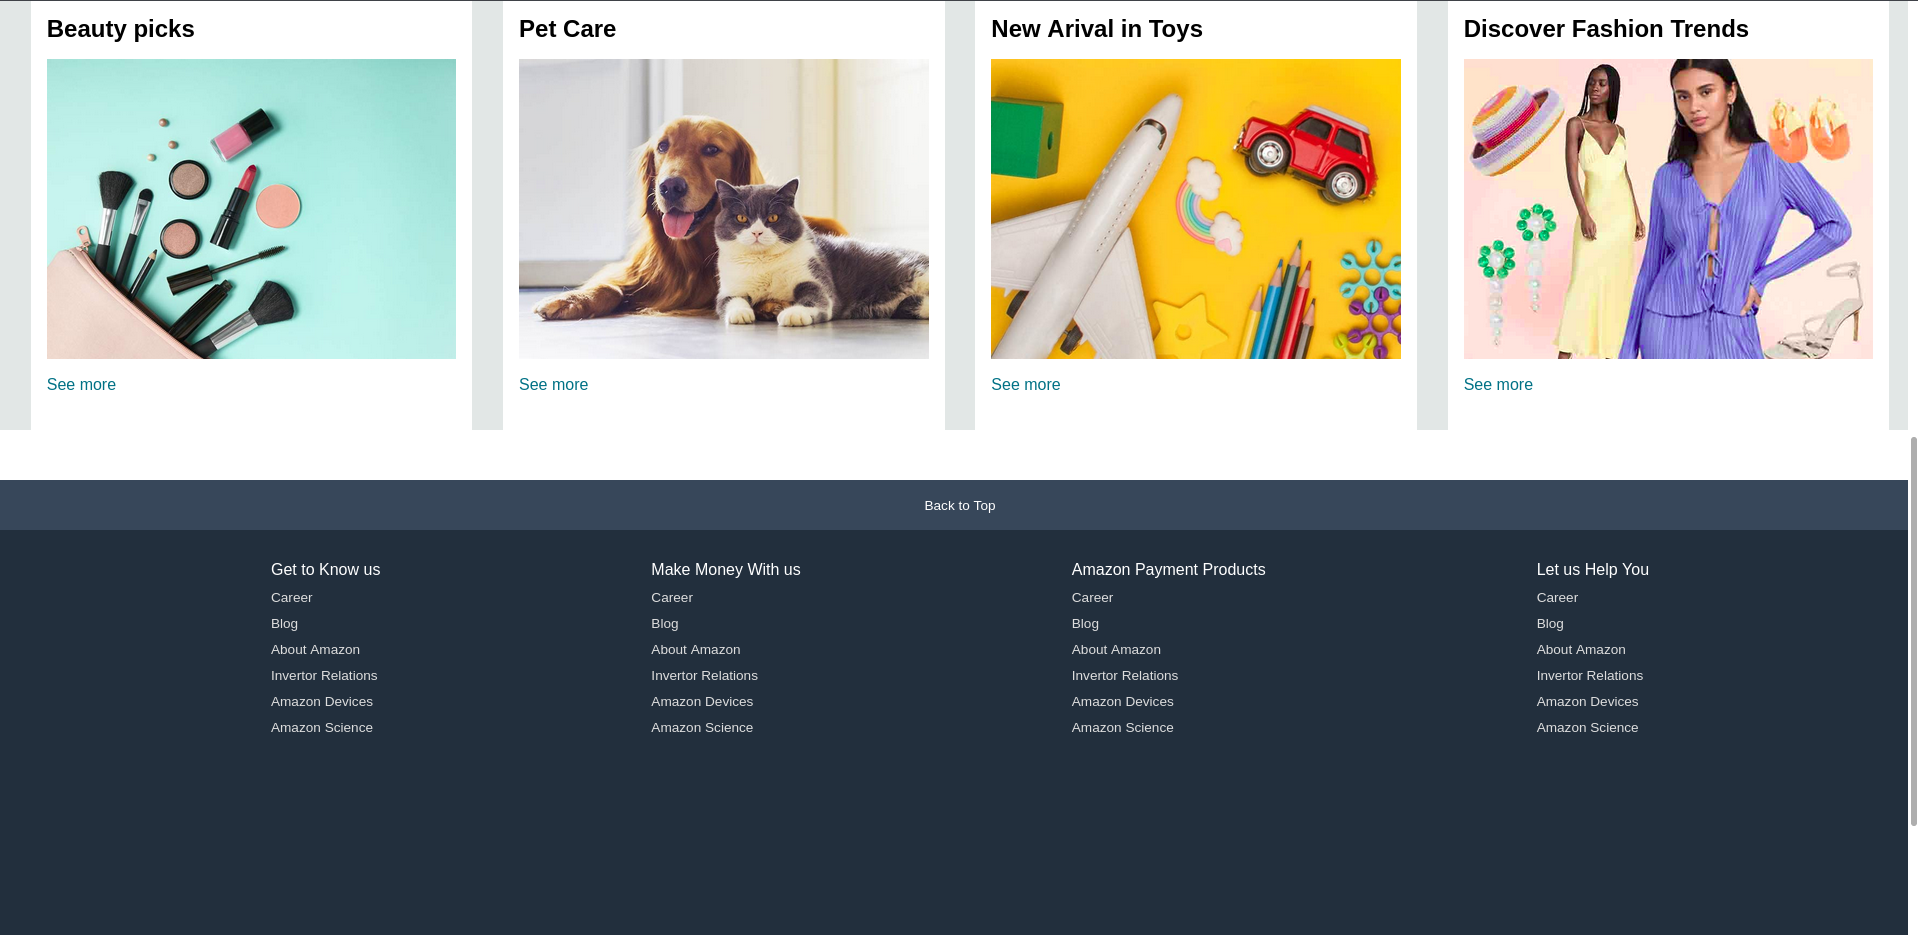 Beauty picks
Pet Care
New Arival in Toys
Discover Fashion Trends
See more
See more
See more
See more
Back to Top
Get to Know us
Career
Blog
About Amazon
Invertor Relations
Amazon Devices
Amazon Science
Make Money With us
Career
Blog
About Amazon
Invertor Relations
Amazon Devices
Amazon Science
Amazon Payment Products
Career
Blog
About Amazon
Invertor Relations
Amazon Devices
Amazon Science
Let us Help You
Career
Blog
About Amazon
Invertor Relations
Amazon Devices
Amazon Science